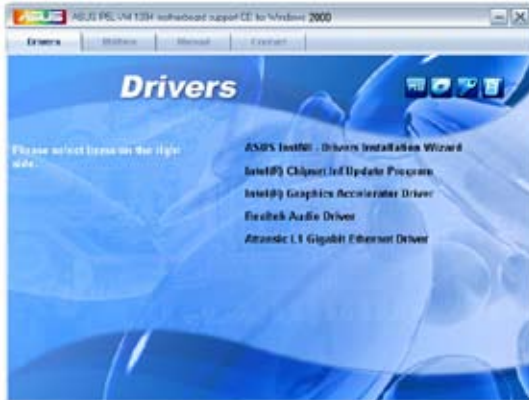 ASUS P5L-VM 1394 motherboard support CD for Windows 2000
Drivers
Utilities
Manual
Contact
Drivers
Please select items on the right
side.
ASUS InstAll - Drivers Installation Wizard
Intel(R) Chipset Inf Update Program
Intel(R) Graphics Accelerator Driver
Realtek Audio Driver
Attansic L1 Gigabit Ethernet Driver